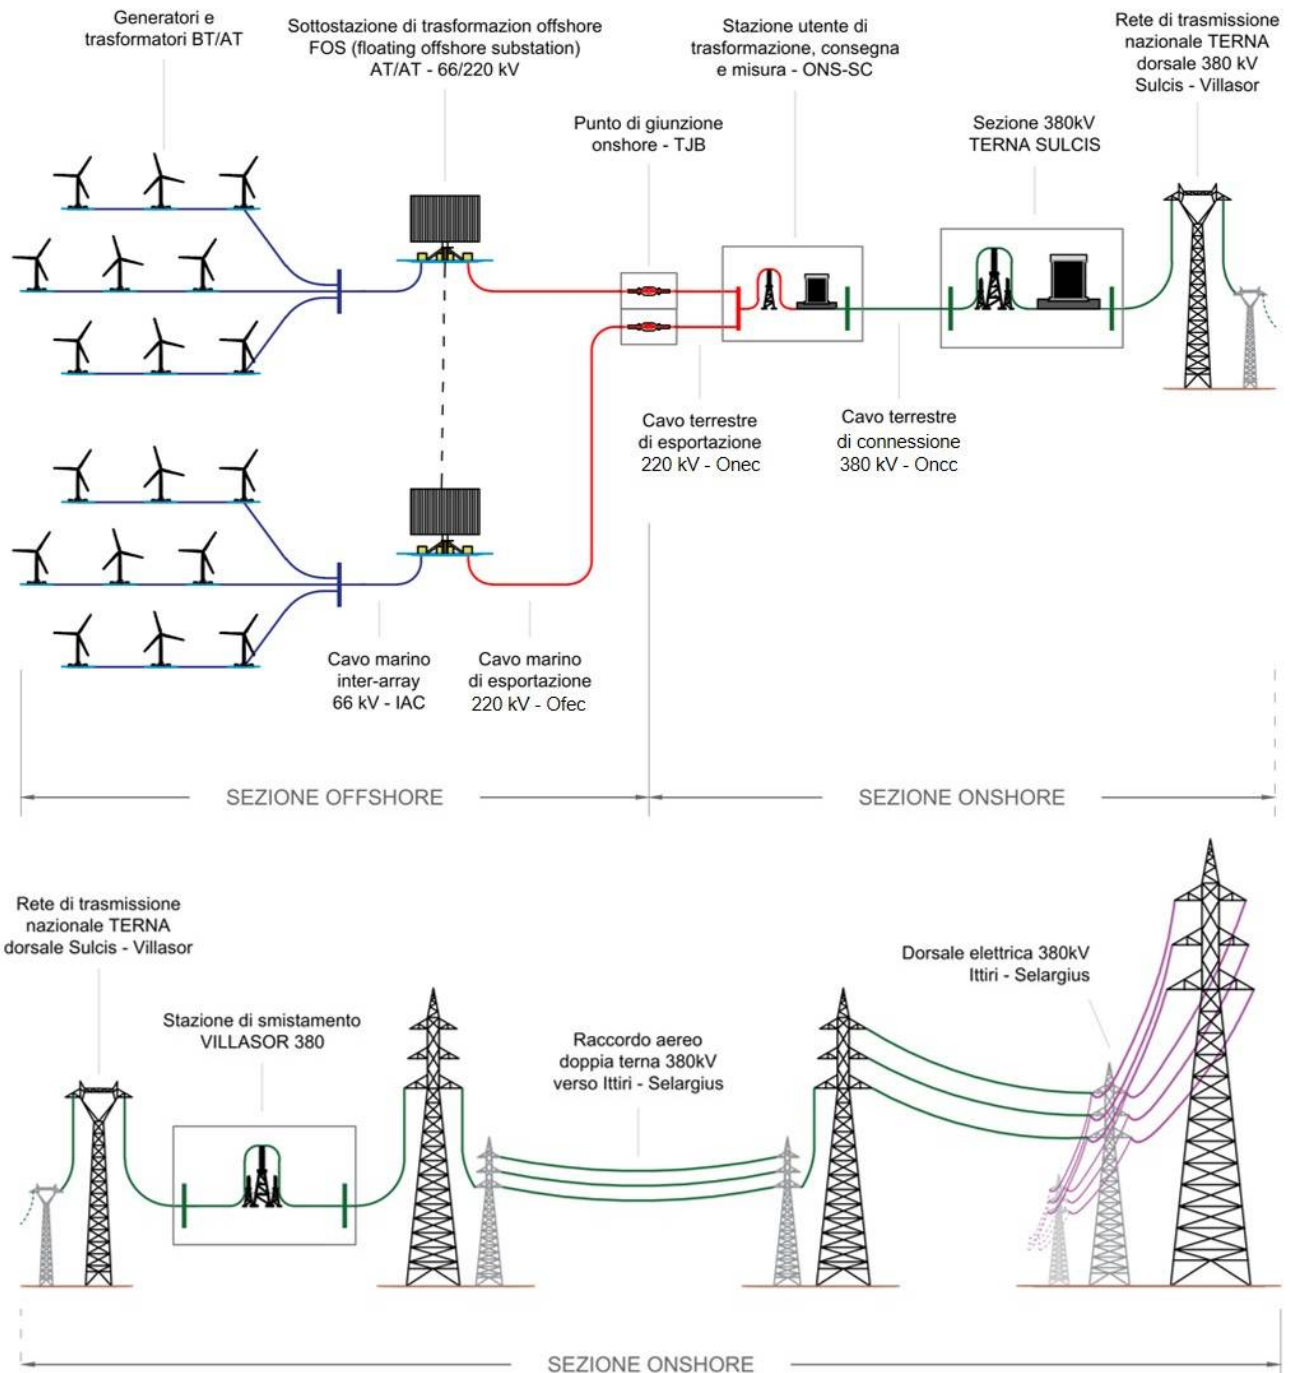 Generatori e
trasformatori BT/AT
Sottostazione di trasformazion offshore
FOS (floating offshore substation)
AT/AT - 66/220 kV
Stazione utente di
trasformazione, consegna
e misura - ONS-SC
Rete di trasmissione
nazionale TERNA
dorsale 380 kV
Sulcis - Villasor
Punto di giunzione
onshore - TJB
Sezione 380kV
TERNA SULCIS
Cavo terrestre
di esportazione
220 kV - Onec
Cavo terrestre
di connessione
380 kV - Oncc
Cavo marino
inter-array
66 kV - IAC
Cavo marino
di esportazione
220 kV - Ofec
SEZIONE OFFSHORE
SEZIONE ONSHORE
Rete di trasmissione
nazionale TERNA
dorsale Sulcis - Villasor
Stazione di smistamento
VILLASOR 380
Raccordo aereo
doppia terna 380kV
verso Ittiri - Selargius
Dorsale elettrica 380kV
Ittiri - Selargius
SEZIONE ONSHORE